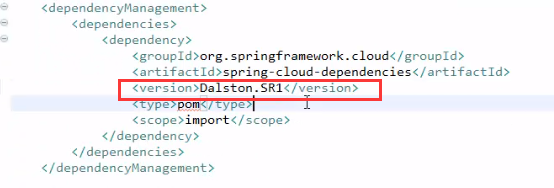 <dependencyManagement>
<dependencies>
<dependency>
<groupId>org.springframework.cloud</groupId>
<artifactId>spring-cloud-dependencies</artifactId>
<version>Dalston.SR1</version>
<type>pom</type>
<scope>import</scope>
</dependency>
</dependencies>
</dependencyManagement>